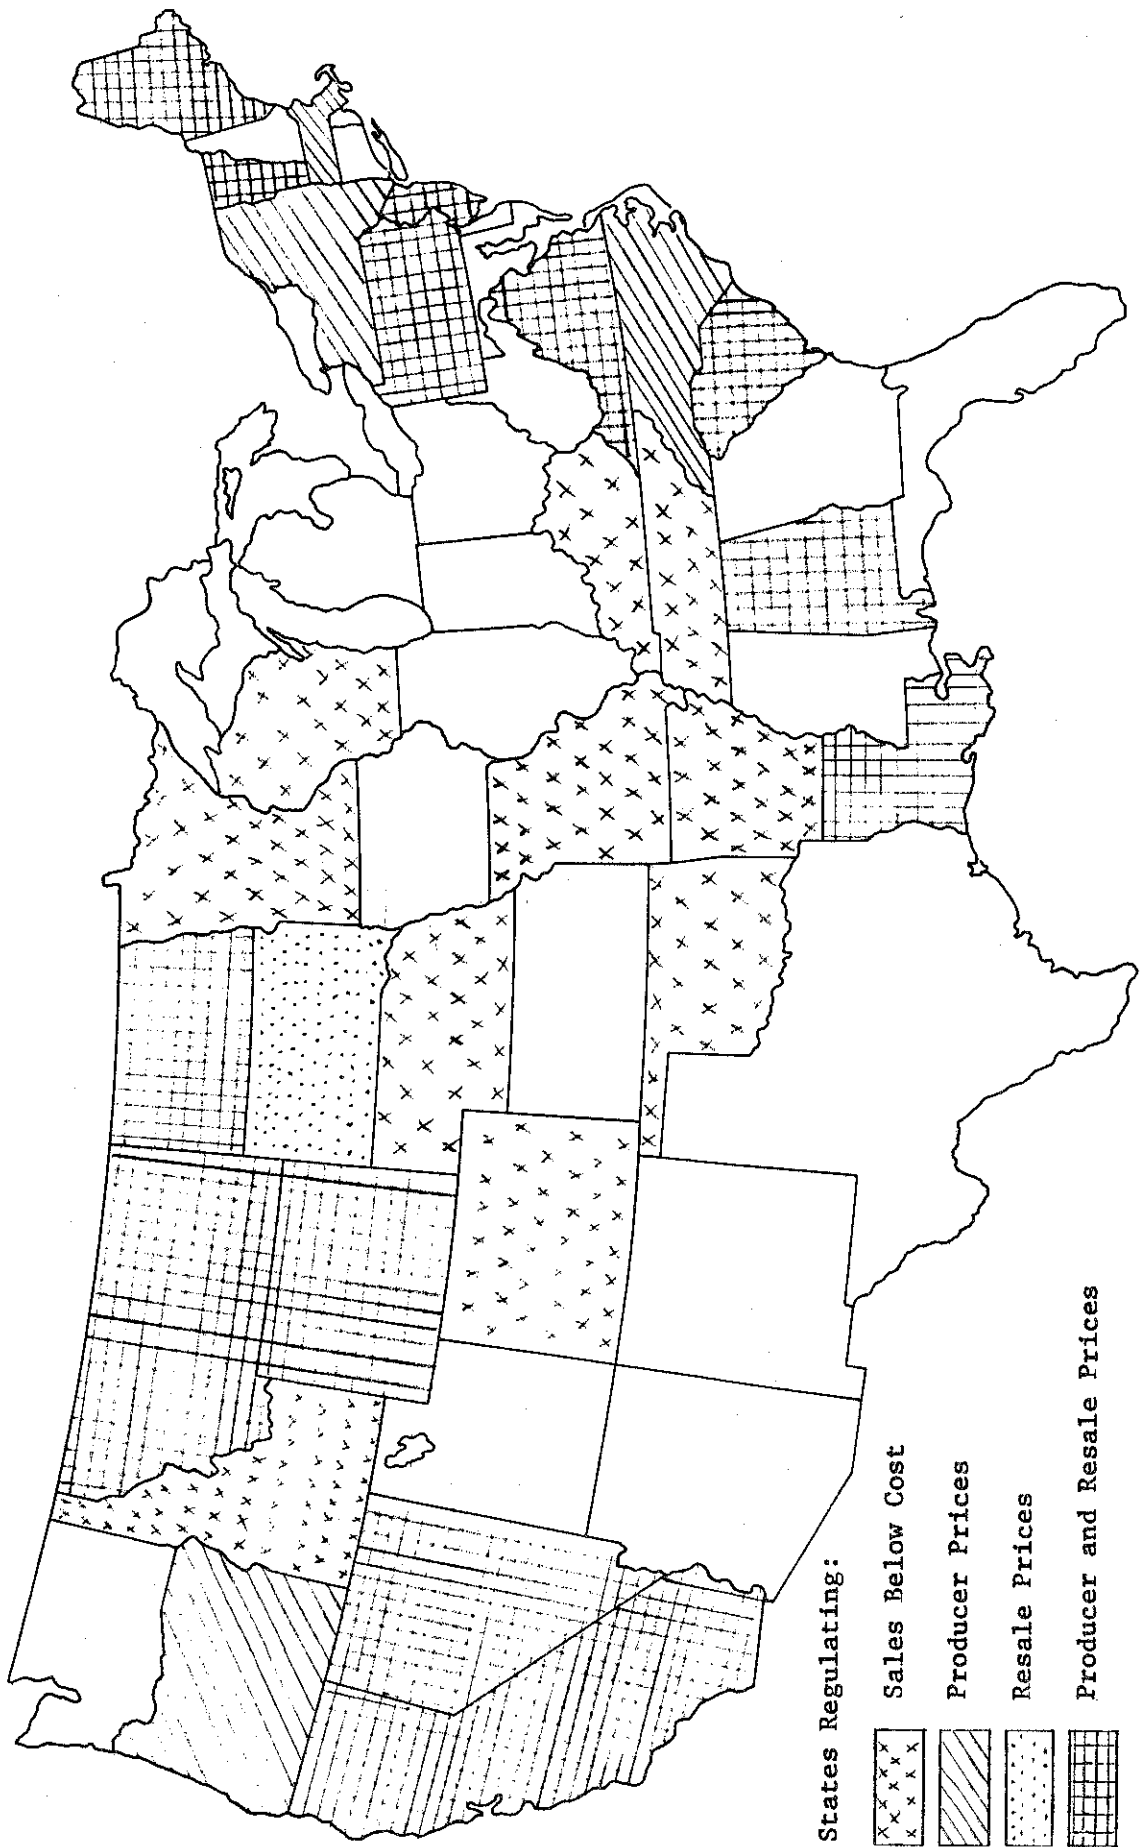 States Regulating:
Sales Below Cost
Producer Prices
Resale Prices
Producer and Resale Prices